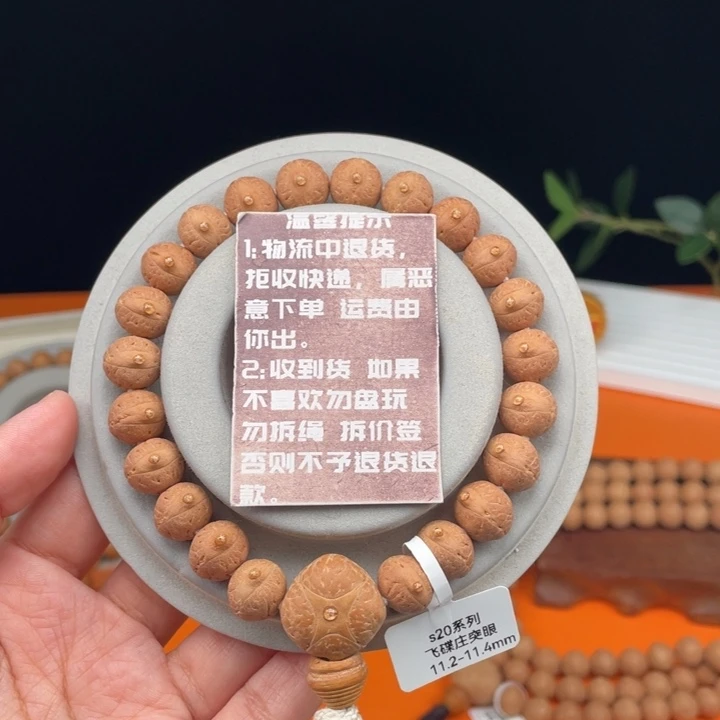 温馨提示
1:物流中退货，
拒收快递，属恶
意下单 运费由
你出。
2:收到货 如果
不喜欢勿盘玩
勿拆绳 拆价签
否则不予退货退
款。
s20系列
飞碟庄突眼
11.2-11.4mm